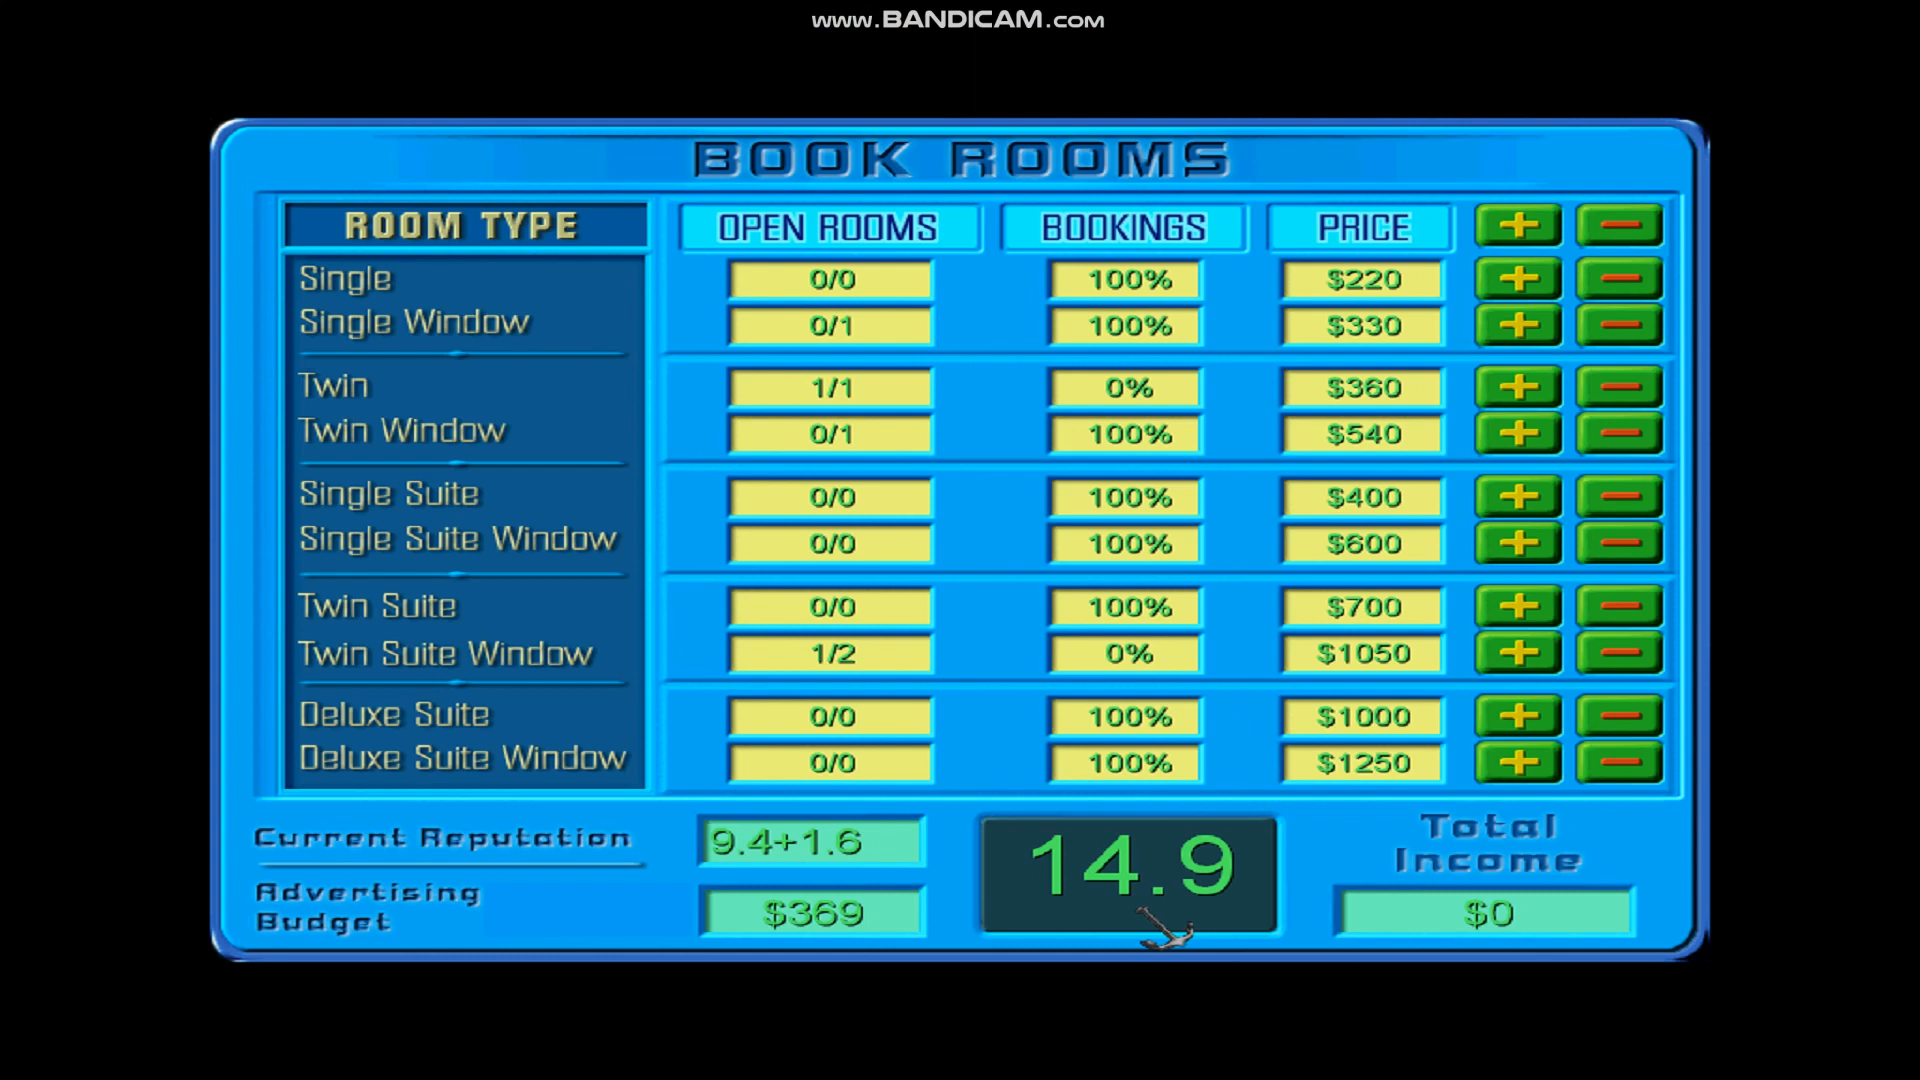 www.BANDICAM.com
BOOK ROOMS
ROOM TYPE OPEN ROOMS BOOKINGS PRICE + −
Single 0/0 100% $220 + −
Single Window 0/1 100% $330 + −
Twin 1/1 0% $360 + −
Twin Window 0/1 100% $540 + −
Single Suite 0/0 100% $400 + −
Single Suite Window 0/0 100% $600 + −
Twin Suite 0/0 100% $700 + −
Twin Suite Window 1/2 0% $1050 + −
Deluxe Suite 0/0 100% $1000 + −
Deluxe Suite Window 0/0 100% $1250 + −
Current Reputation 9.4+1.6
Advertising
Budget $369
14.9
Total
Income
$0